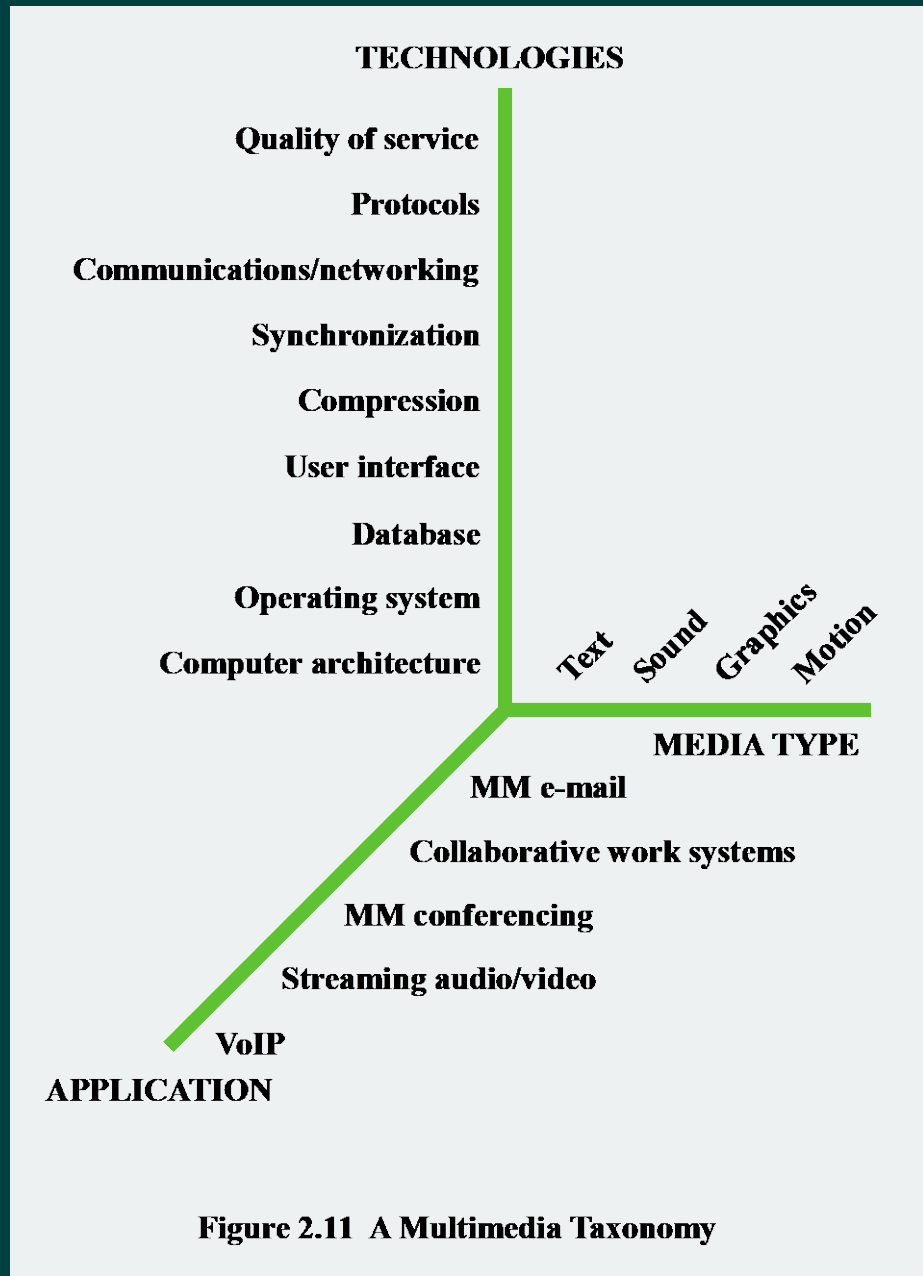 TECHNOLOGIES
Quality of service
Protocols
Communications/networking
Synchronization
Compression
User interface
Database
Operating system
Computer architecture
Text
Sound
Graphics
Motion
MEDIA TYPE
MM e-mail
Collaborative work systems
MM conferencing
Streaming audio/video
VoIP
APPLICATION
Figure 2.11 A Multimedia Taxonomy